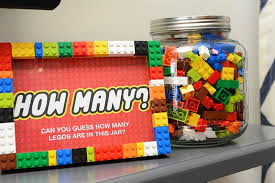 HOW MANY?
CAN YOU GUESS HOW MANY
LEGOS ARE IN THIS JAR?